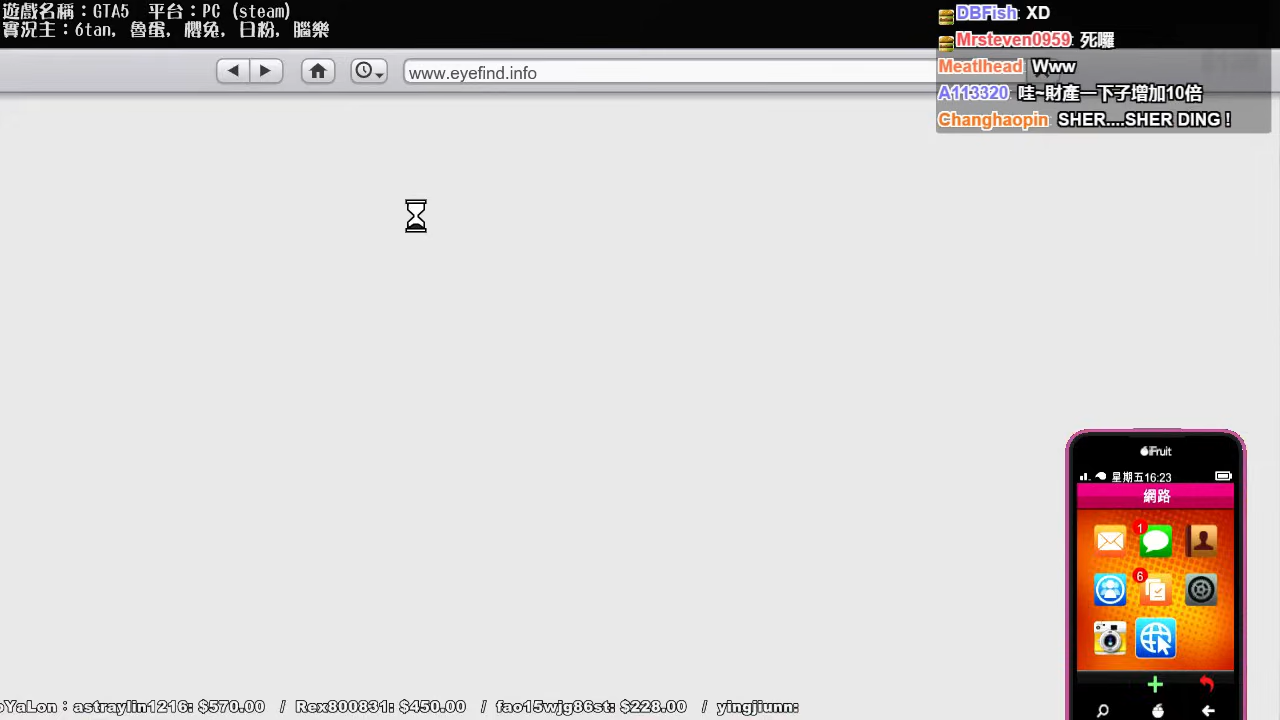 遊戲名稱：GTA5 平台：PC (steam)
實況主：6tan, 魯蛋, 閃兔, 日粉, 熊樂
www.eyefind.info
DBFish: XD
Mrsteven0959: 死囉
Meatlhead: Www
A113320: 哇~財產一下子增加10倍
Changhaopin: SHER....SHER DING !
iFruit
星期五16:23
網路
1
6
oYaLon：astraylin1216: $570.00 / Rex800831: $450.00 / fao15wjg86st: $228.00 / yingjiunn: